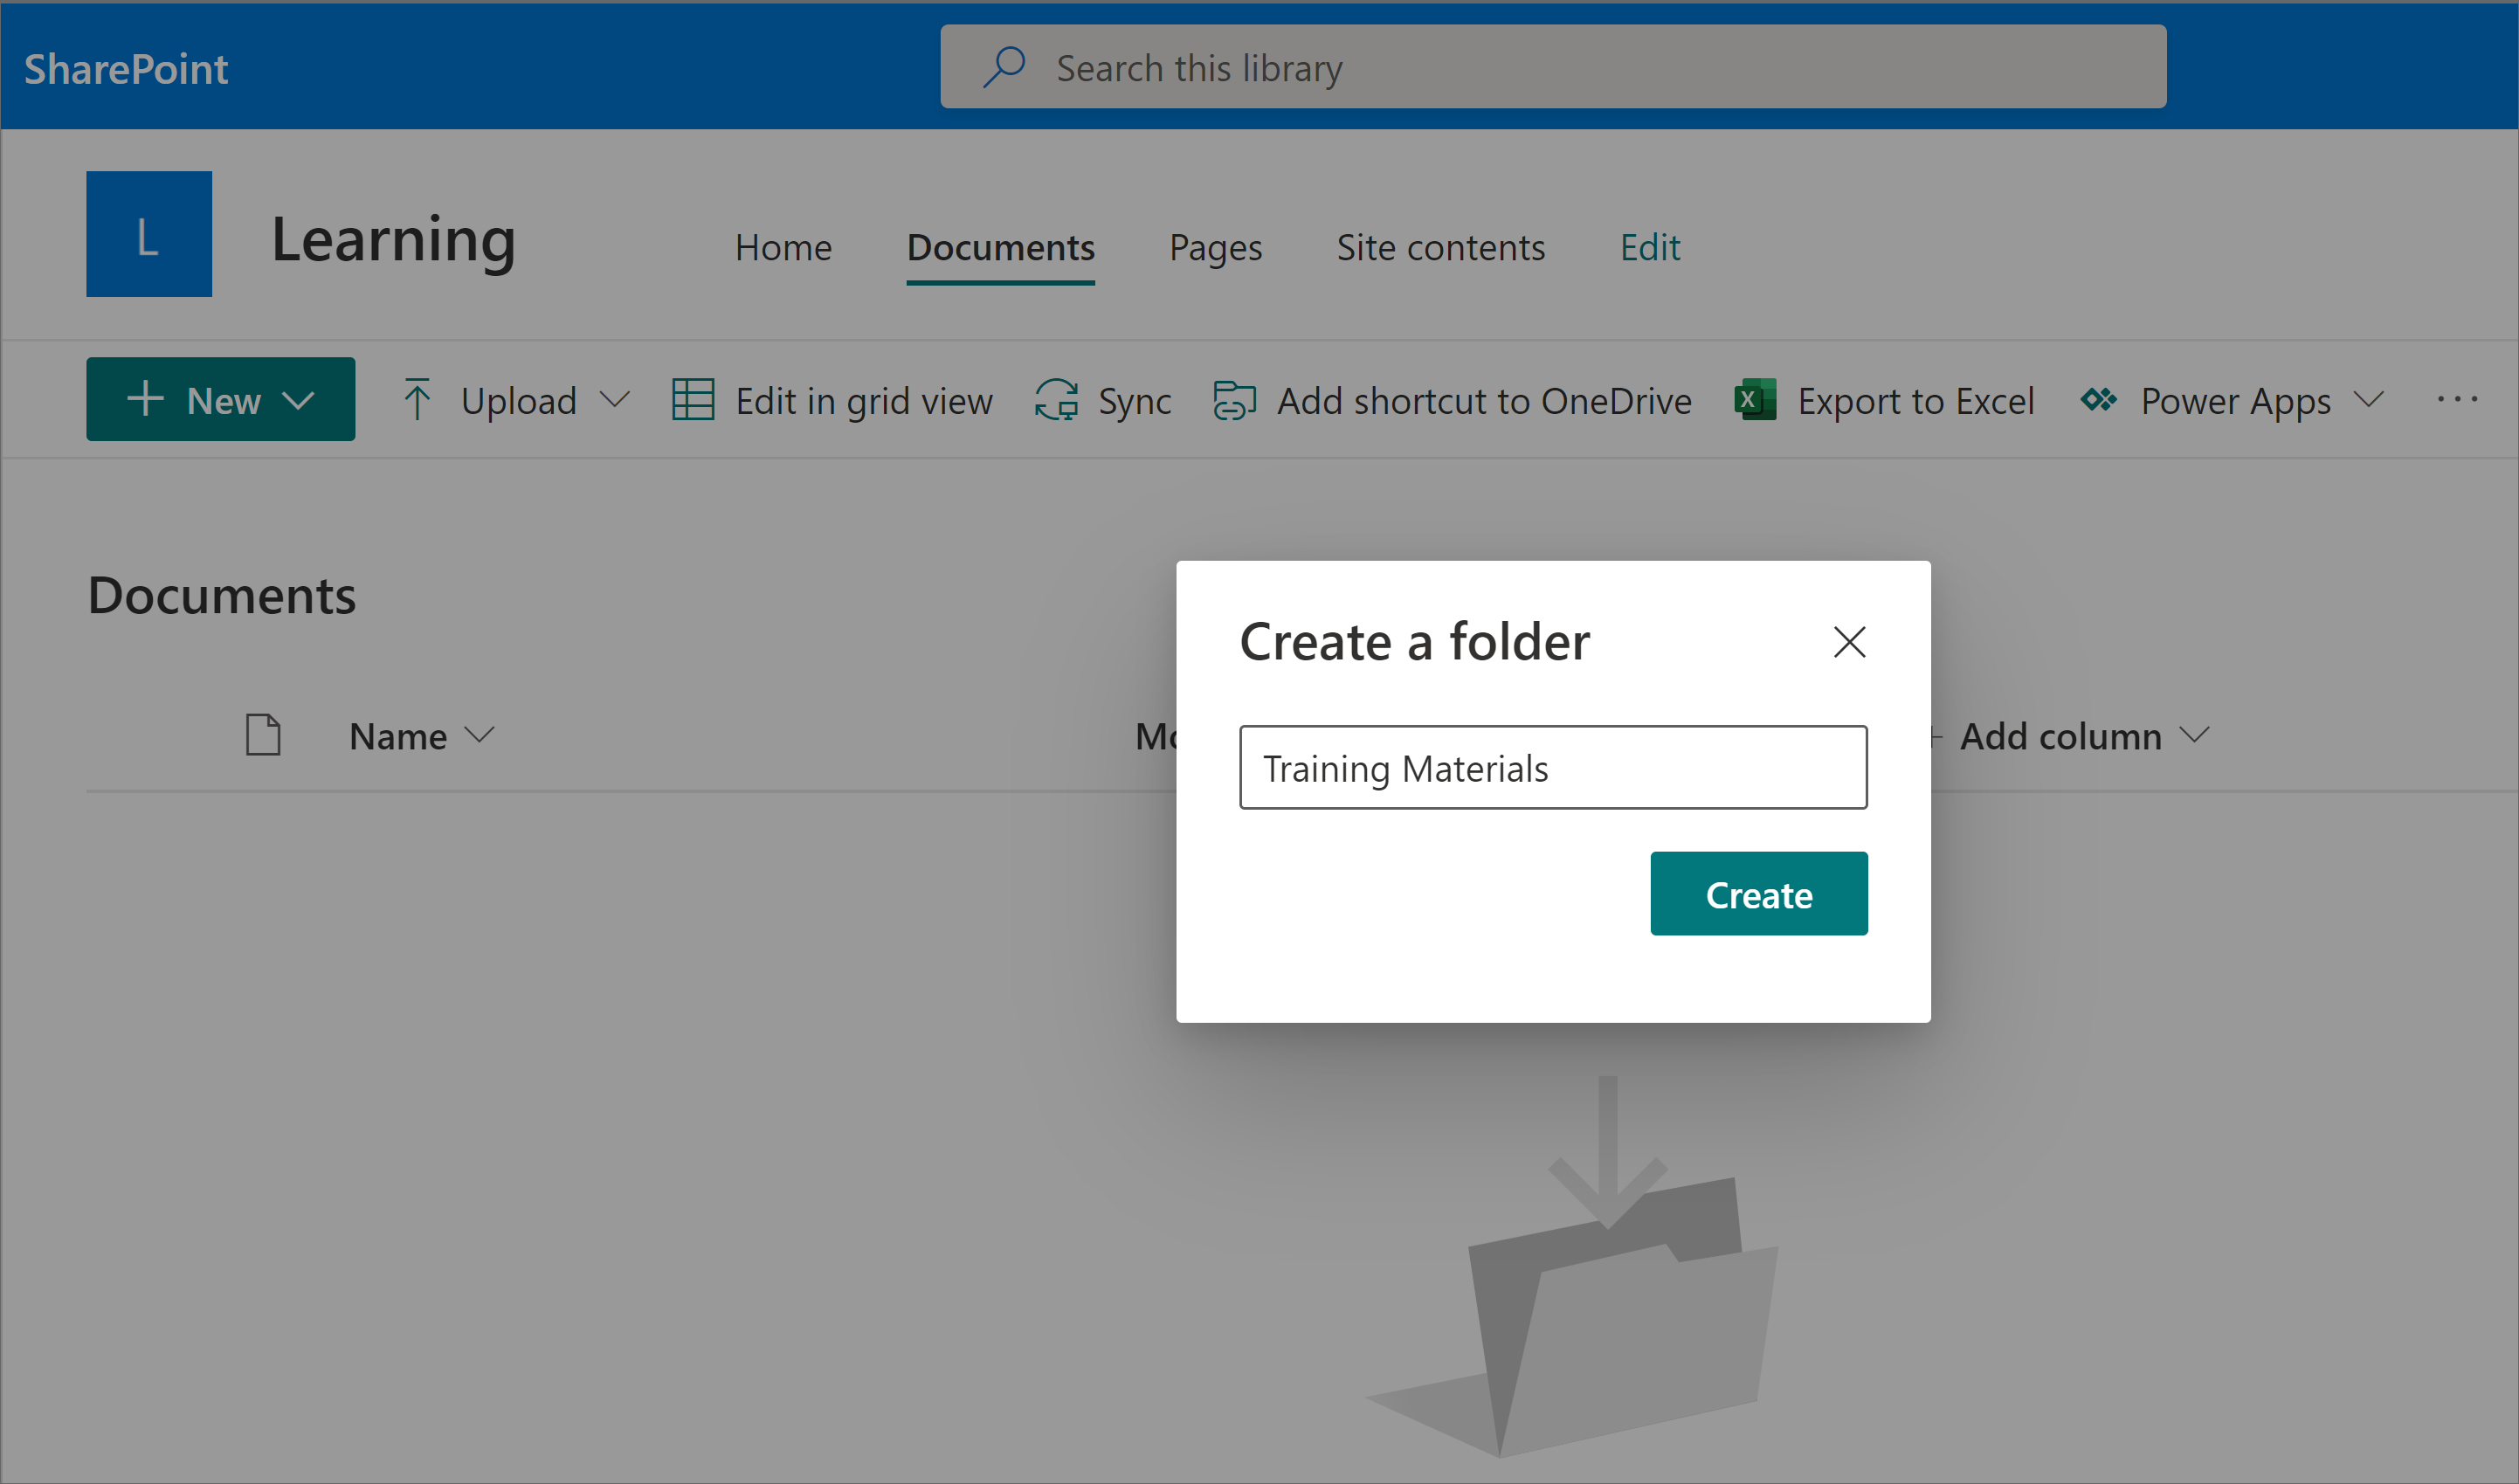 SharePoint
Search this library
L
Learning
Home Documents Pages Site contents Edit
New Upload Edit in grid view Sync Add shortcut to OneDrive X Export to Excel Power Apps ···
Documents
Create a folder
Name Add column
Training Materials
Create